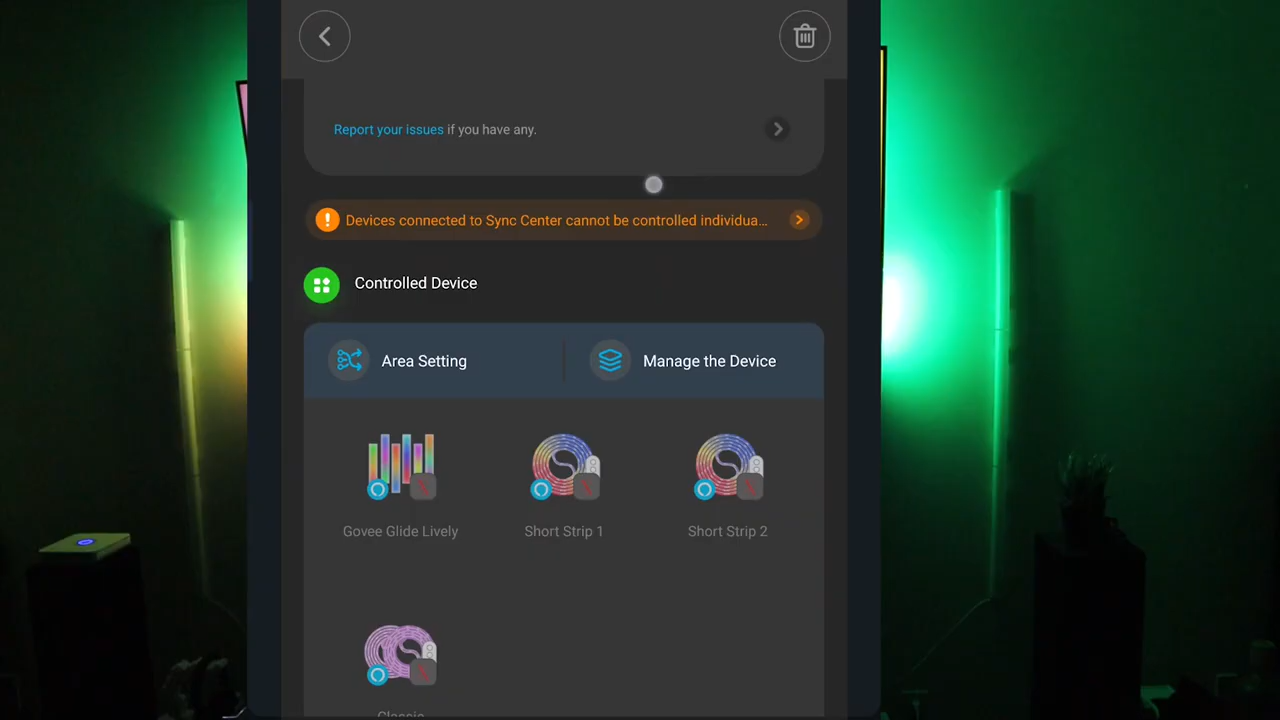 Report your issues if you have any.
Devices connected to Sync Center cannot be controlled individua...
Controlled Device
Area Setting
Manage the Device
Govee Glide Lively
Short Strip 1
Short Strip 2
Classic